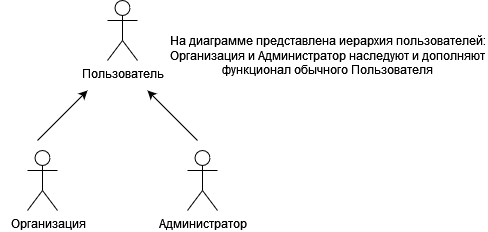 На диаграмме представлена иерархия пользователей:
Организация и Администратор наследуют и дополняют
функционал обычного Пользователя
Пользователь
Организация
Администратор